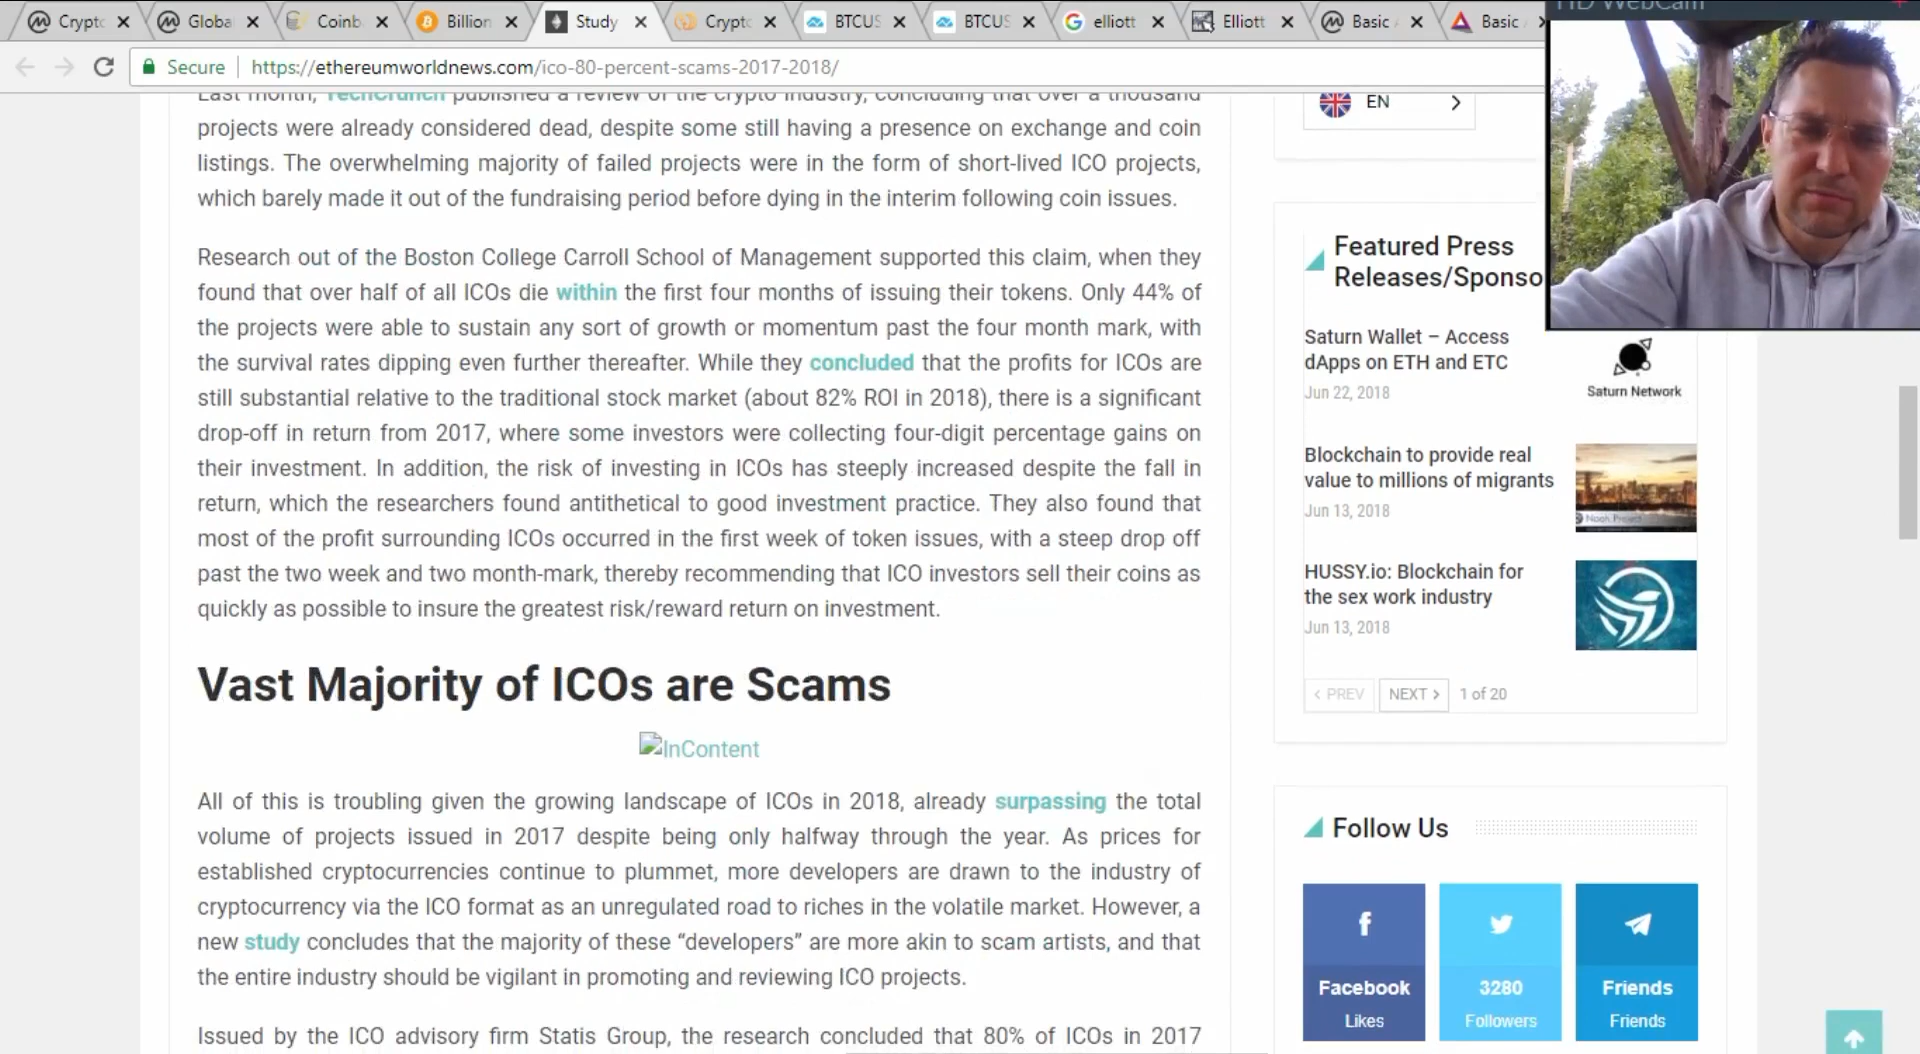 Crypto
Global
Coinb
Billion
Study
Crypto
BTCUS
BTCUS
elliott
Elliott
Basic
Basic
HD WebCam
Secure
https://ethereumworldnews.com/ico-80-percent-scams-2017-2018/
Last month, TechCrunch published a review of the crypto industry, concluding that over a thousand
projects were already considered dead, despite some still having a presence on exchange and coin
listings. The overwhelming majority of failed projects were in the form of short-lived ICO projects,
which barely made it out of the fundraising period before dying in the interim following coin issues.
Research out of the Boston College Carroll School of Management supported this claim, when they
found that over half of all ICOs die within the first four months of issuing their tokens. Only 44% of
the projects were able to sustain any sort of growth or momentum past the four month mark, with
the survival rates dipping even further thereafter. While they concluded that the profits for ICOs are
still substantial relative to the traditional stock market (about 82% ROI in 2018), there is a significant
drop-off in return from 2017, where some investors were collecting four-digit percentage gains on
their investment. In addition, the risk of investing in ICOs has steeply increased despite the fall in
return, which the researchers found antithetical to good investment practice. They also found that
most of the profit surrounding ICOs occurred in the first week of token issues, with a steep drop off
past the two week and two month-mark, thereby recommending that ICO investors sell their coins as
quickly as possible to insure the greatest risk/reward return on investment.
Vast Majority of ICOs are Scams
InContent
All of this is troubling given the growing landscape of ICOs in 2018, already surpassing the total
volume of projects issued in 2017 despite being only halfway through the year. As prices for
established cryptocurrencies continue to plummet, more developers are drawn to the industry of
cryptocurrency via the ICO format as an unregulated road to riches in the volatile market. However, a
new study concludes that the majority of these “developers” are more akin to scam artists, and that
the entire industry should be vigilant in promoting and reviewing ICO projects.
Issued by the ICO advisory firm Statis Group, the research concluded that 80% of ICOs in 2017
EN
Featured Press
Releases/Sponso
Saturn Wallet – Access
dApps on ETH and ETC
Jun 22, 2018
Saturn Network
Blockchain to provide real
value to millions of migrants
Jun 13, 2018
Noah Project
HUSSY.io: Blockchain for
the sex work industry
Jun 13, 2018
PREV
NEXT
1 of 20
Follow Us
Facebook
Likes
3280
Followers
Friends
Friends